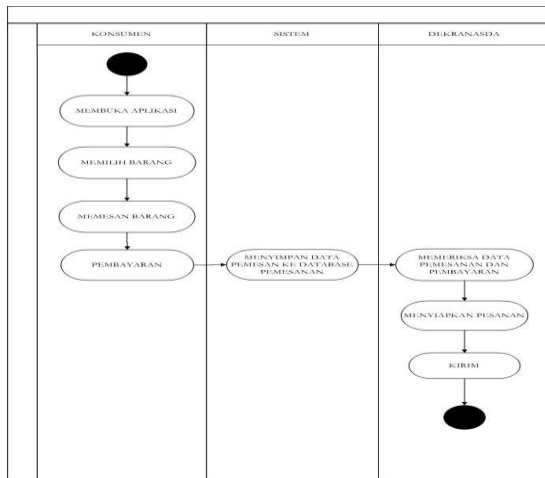 KONSUMEN
SISTEM
DEKRANASDA
MEMBUKA APLIKASI
MEMILIH BARANG
MEMESAN BARANG
PEMBAYARAN
MENYIMPAN DATA
PEMESAN KE DATABASE
PEMESANAN
MEMERIKSA DATA
PEMESANAN DAN
PEMBAYARAN
MENYIAPKAN PESANAN
KIRIM